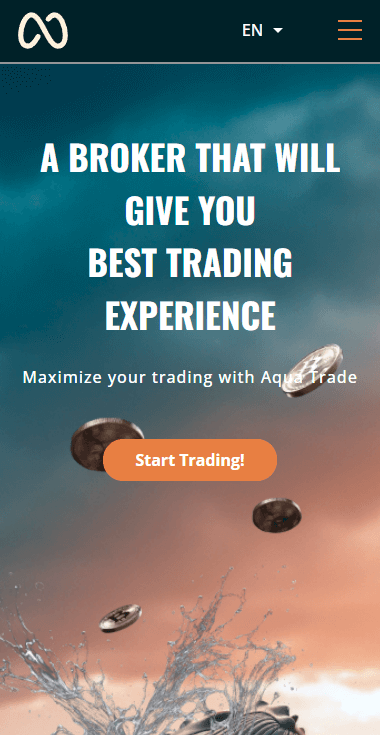 EN
A BROKER THAT WILL
GIVE YOU
BEST TRADING
EXPERIENCE
Maximize your trading with Aqua Trade
Start Trading!